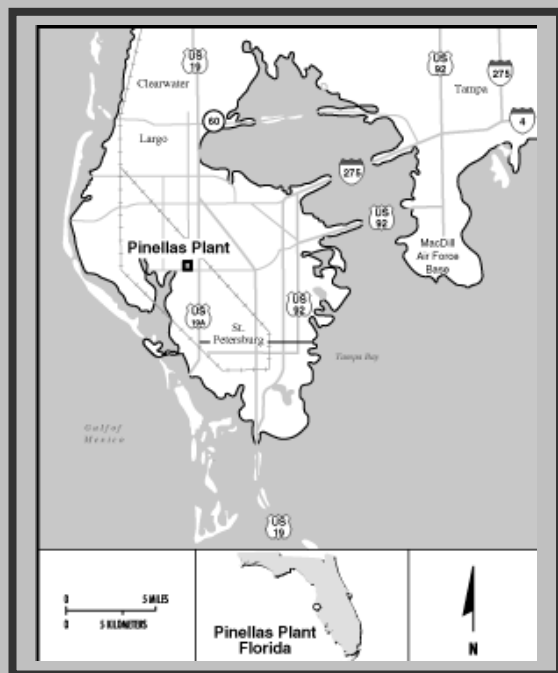 US
19
US
92
275
Clearwater
Tampa
60
4
Largo
275
US
92
MacDill
Air Force
Base
Pinellas Plant
US
19A
US
92
St.
Petersburg
Tampa Bay
Gulf of
Mexico
US
19
0 5 MILES
0 5 KILOMETERS
Pinellas Plant
Florida
N